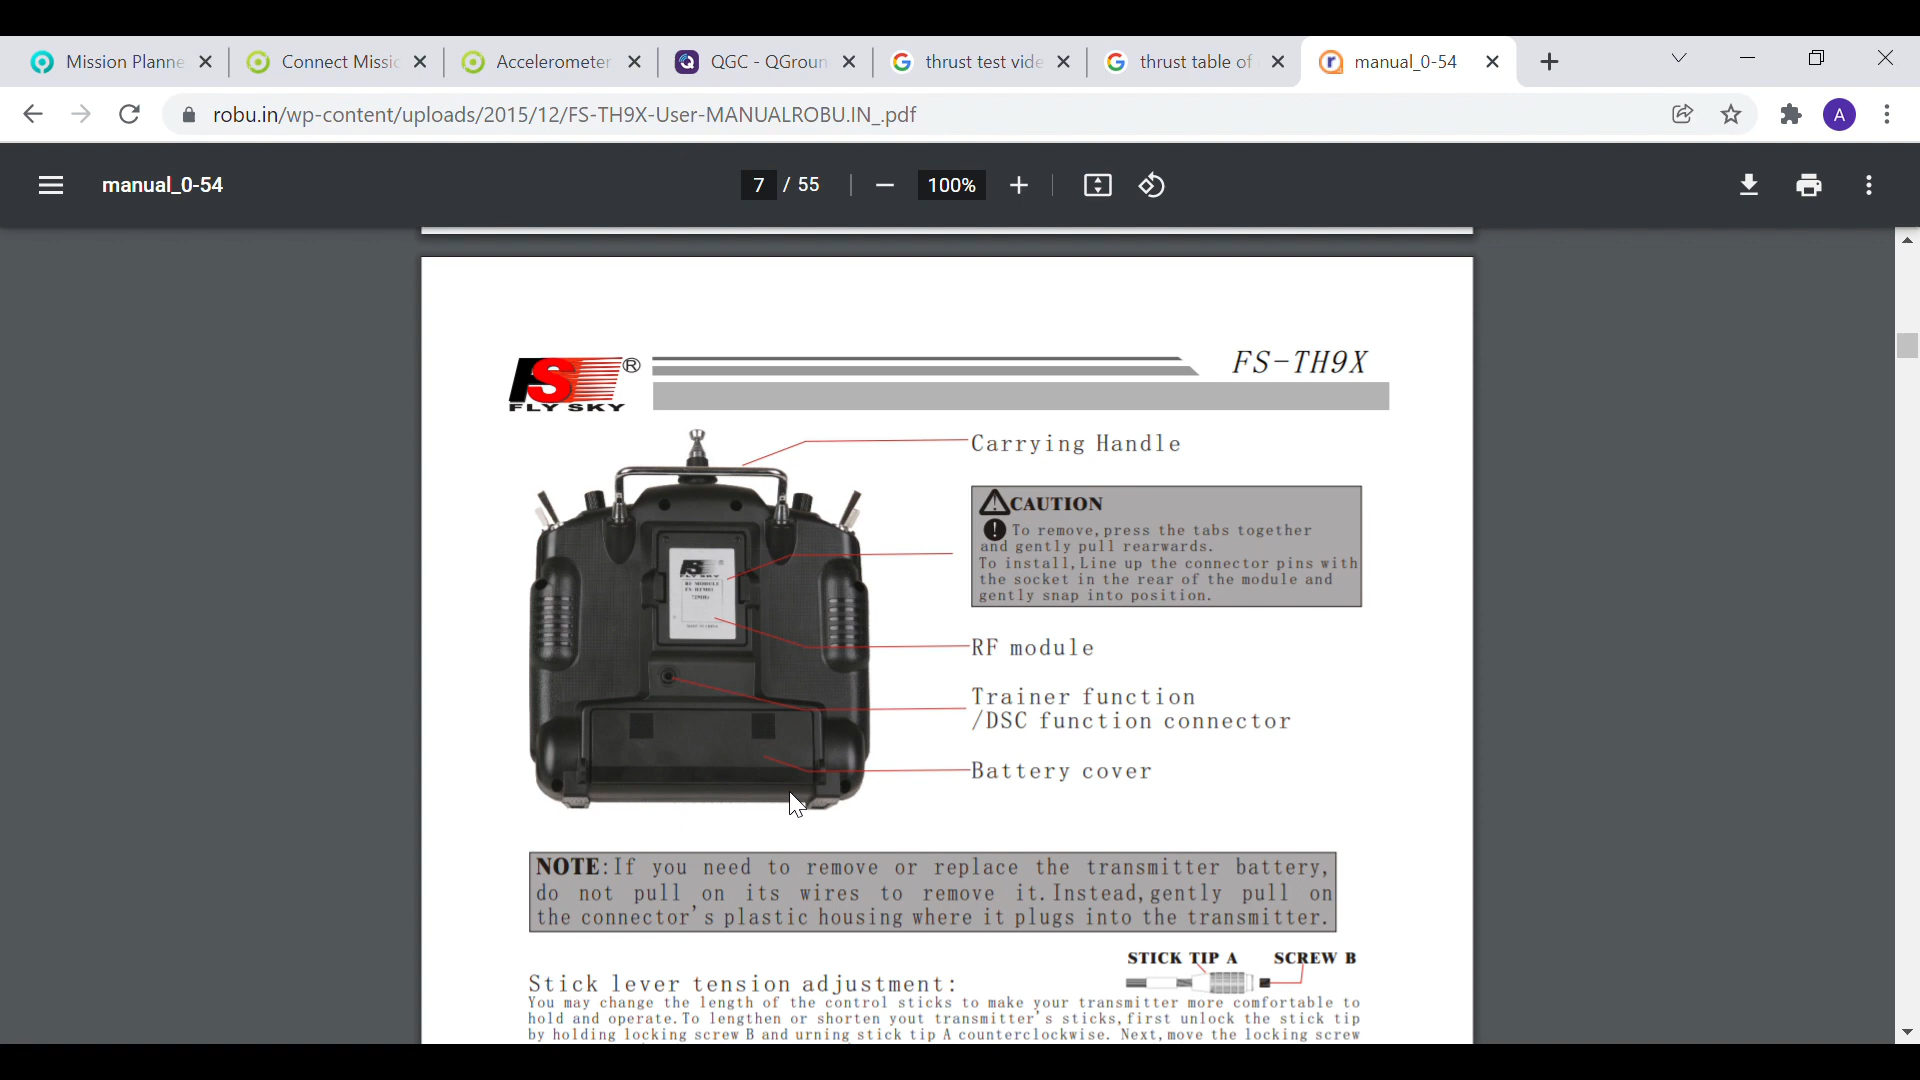 Mission Planne
Connect Missic
Accelerometer
QGC - QGroun
thrust test vide
thrust table of
manual_0-54
robu.in/wp-content/uploads/2015/12/FS-TH9X-User-MANUALROBU.IN_.pdf
A
manual_0-54
7 / 55
100%
FS-TH9X
FS ®
FLY SKY
Carrying Handle
CAUTION
To remove,press the tabs together
and gently pull rearwards.
To install,Line up the connector pins with
the socket in the rear of the module and
gently snap into position.
FLY SKY
RF MODULE
RF module
Trainer function
/DSC function connector
Battery cover
NOTE:If you need to remove or replace the transmitter battery,
do not pull on its wires to remove it.Instead,gently pull on
the connector's plastic housing where it plugs into the transmitter.
STICK TIP A SCREW B
Stick lever tension adjustment:
You may change the length of the control sticks to make your transmitter more comfortable to
hold and operate.To lengthen or shorten yout transmitter's sticks,first unlock the stick tip
by holding locking screw B and urning stick tip A counterclockwise. Next,move the locking screw